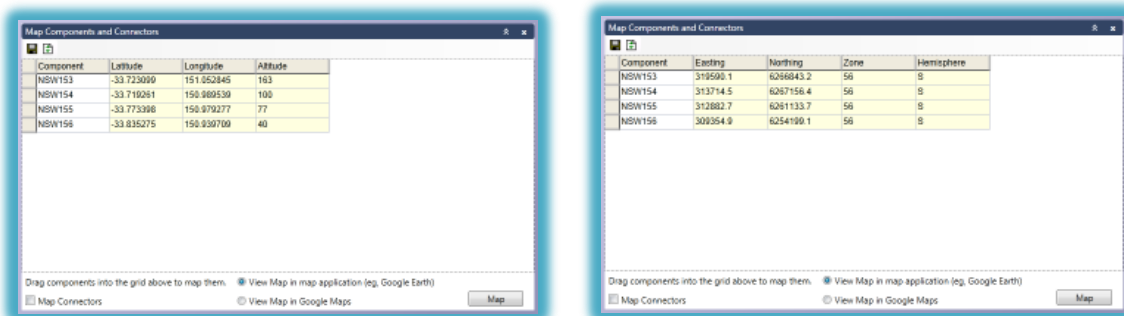 Map Components and Connectors
Component Latitude Longitude Altitude
NSW153 -33.723099 151.052845 163
NSW154 -33.719261 150.989539 100
NSW155 -33.773398 150.979277 77
NSW156 -33.835275 150.939709 40
Drag components into the grid above to map them. View Map in map application (eg, Google Earth)
Map Connectors View Map in Google Maps Map
Map Components and Connectors
Component Easting Northing Zone Hemisphere
NSW153 319590.1 6266843.2 56 S
NSW154 313714.5 6267156.4 56 S
NSW155 312882.7 6261133.7 56 S
NSW156 309354.9 6254199.1 56 S
Drag components into the grid above to map them. View Map in map application (eg, Google Earth)
Map Connectors View Map in Google Maps Map